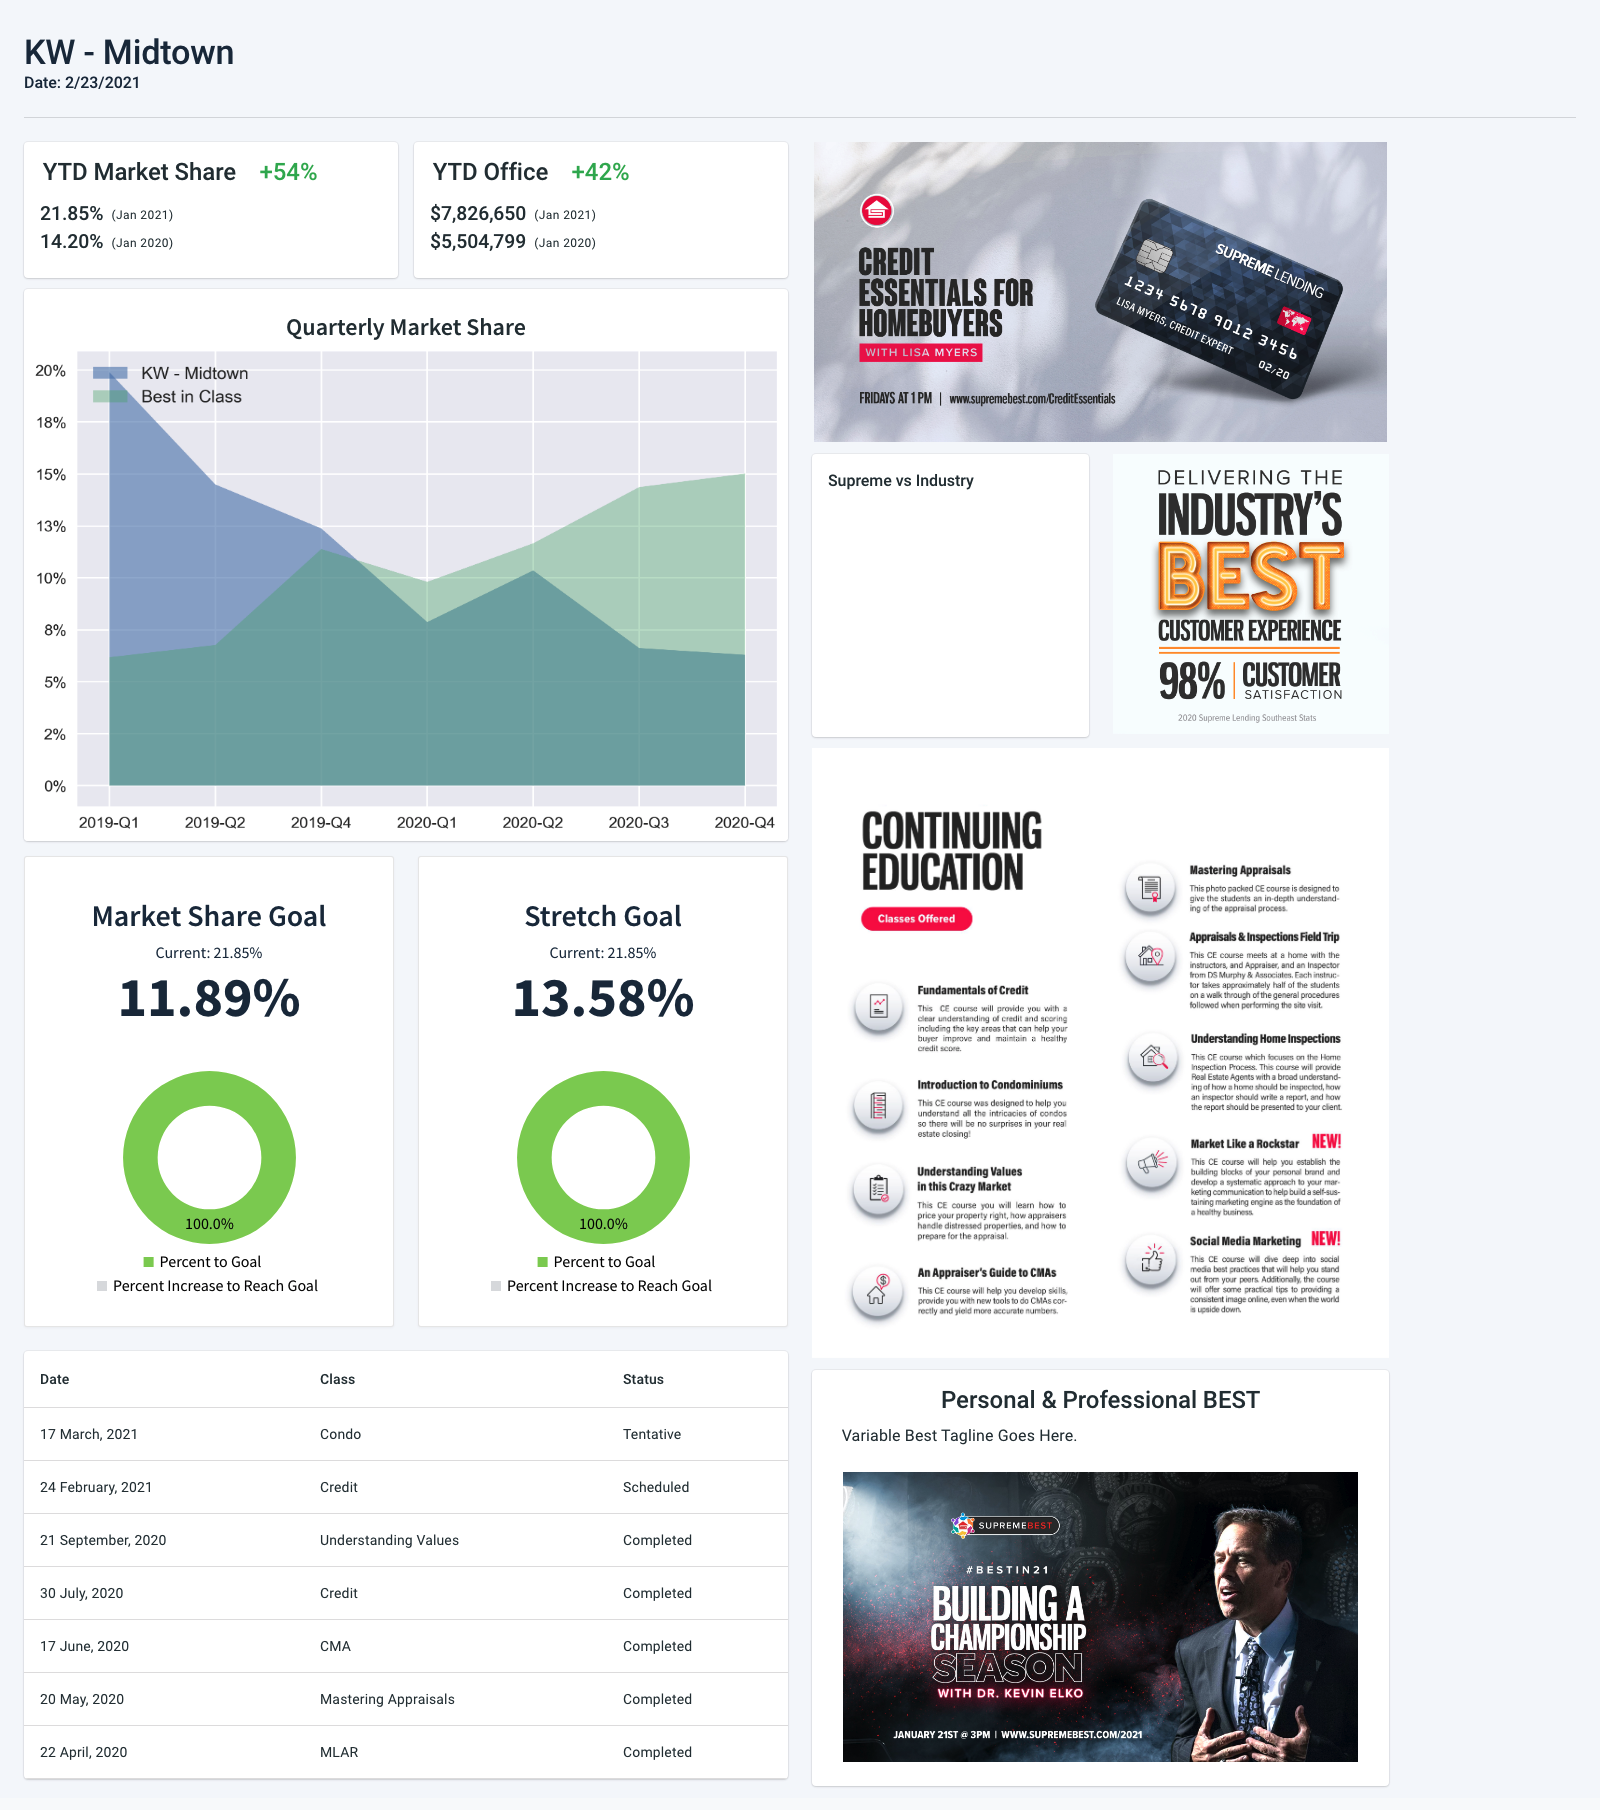 KW - Midtown
Date: 2/23/2021
YTD Market Share +54%
21.85% (Jan 2021)
14.20% (Jan 2020)
YTD Office +42%
$7,826,650 (Jan 2021)
$5,504,799 (Jan 2020)
Quarterly Market Share
KW - Midtown
Best in Class
20%
18%
15%
13%
10%
8%
5%
2%
0%
2019-Q1 2019-Q2 2019-Q4 2020-Q1 2020-Q2 2020-Q3 2020-Q4
Market Share Goal
Current: 21.85%
11.89%
100.0%
Percent to Goal
Percent Increase to Reach Goal
Stretch Goal
Current: 21.85%
13.58%
100.0%
Percent to Goal
Percent Increase to Reach Goal
Date Class Status
17 March, 2021 Condo Tentative
24 February, 2021 Credit Scheduled
21 September, 2020 Understanding Values Completed
30 July, 2020 Credit Completed
17 June, 2020 CMA Completed
20 May, 2020 Mastering Appraisals Completed
22 April, 2020 MLAR Completed
CREDIT
ESSENTIALS FOR
HOMEBUYERS
WITH LISA MYERS
FRIDAYS AT 1 PM | www.supremebest.com/CreditEssentials
SUPREME LENDING
1234 5678 9012 3456
LISA MYERS, CREDIT EXPERT
02/20
Supreme vs Industry
DELIVERING THE
INDUSTRY'S
BEST
CUSTOMER EXPERIENCE
98% CUSTOMER
SATISFACTION
2020 Supreme Lending Southeast Stats
CONTINUING
EDUCATION
Classes Offered
Fundamentals of Credit
This CE course will provide you with a
clear understanding of credit and scoring
including the key areas that can help your
buyer improve and maintain a healthy
credit score.
Introduction to Condominiums
This CE course was designed to help you
understand all the intricacies of condos
so there will be no surprises in your real
estate closing!
Understanding Values
in this Crazy Market
This CE course you will learn how to
price your property right, how appraisers
handle distressed properties, and how to
prepare for the appraisal.
An Appraiser's Guide to CMAs
This CE course will help you develop skills,
provide you with new tools to do CMAs cor-
rectly and yield more accurate numbers.
Mastering Appraisals
This photo packed CE course is designed to
give the students an in-depth understand-
ing of the appraisal process.
Appraisals & Inspections Field Trip
This CE course meets at a home with the
instructors, and Appraiser, and an Inspector
from DS Murphy & Associates. Each instruc-
tor takes approximately half of the students
on a walk through of the general procedures
followed when performing the site visit.
Understanding Home Inspections
This CE course which focuses on the Home
Inspection Process. This course will provide
Real Estate Agents with a broad understand-
ing of how a home should be inspected, how
an inspector should write a report, and how
the report should be presented to your client.
Market Like a Rockstar NEW!
This CE course will help you establish the
building blocks of your personal brand and
develop a systematic approach to your mar-
keting communication to help build a self-sus-
taining marketing engine as the foundation of
a healthy business.
Social Media Marketing NEW!
This CE course will dive deep into social
media best practices that will help you stand
out from your peers. Additionally, the course
will offer some practical tips to providing a
consistent image online, even when the world
is upside down.
Personal & Professional BEST
Variable Best Tagline Goes Here.
SUPREMEBEST
#BESTIN21
BUILDING A
CHAMPIONSHIP
SEASON
WITH DR. KEVIN ELKO
JANUARY 21ST @ 3PM | WWW.SUPREMEBEST.COM/2021